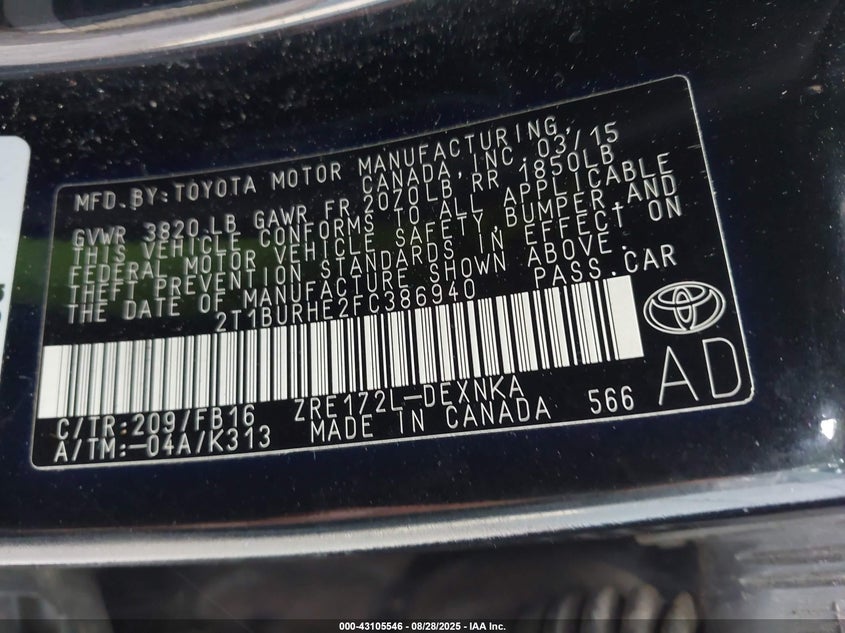 MFD.BY:TOYOTA MOTOR MANUFACTURING,
CANADA,INC. 03/15
GVWR 3820 LB GAWR FR 2020LB RR 1850LB
THIS VEHICLE CONFORMS TO ALL APPLICABLE
FEDERAL MOTOR VEHICLE SAFETY,BUMPER,AND
THEFT PREVENTION STANDARDS IN EFFECT ON
THE DATE OF MANUFACTURE SHOWN ABOVE.
2T1BURHE2FC386940 PASS.CAR
C/TR:209/FB16 ZRE172L-DEXNKA
A/TM:-04A/K313 MADE IN CANADA 566
AD
000-43105546 - 08/28/2025 - IAA Inc.